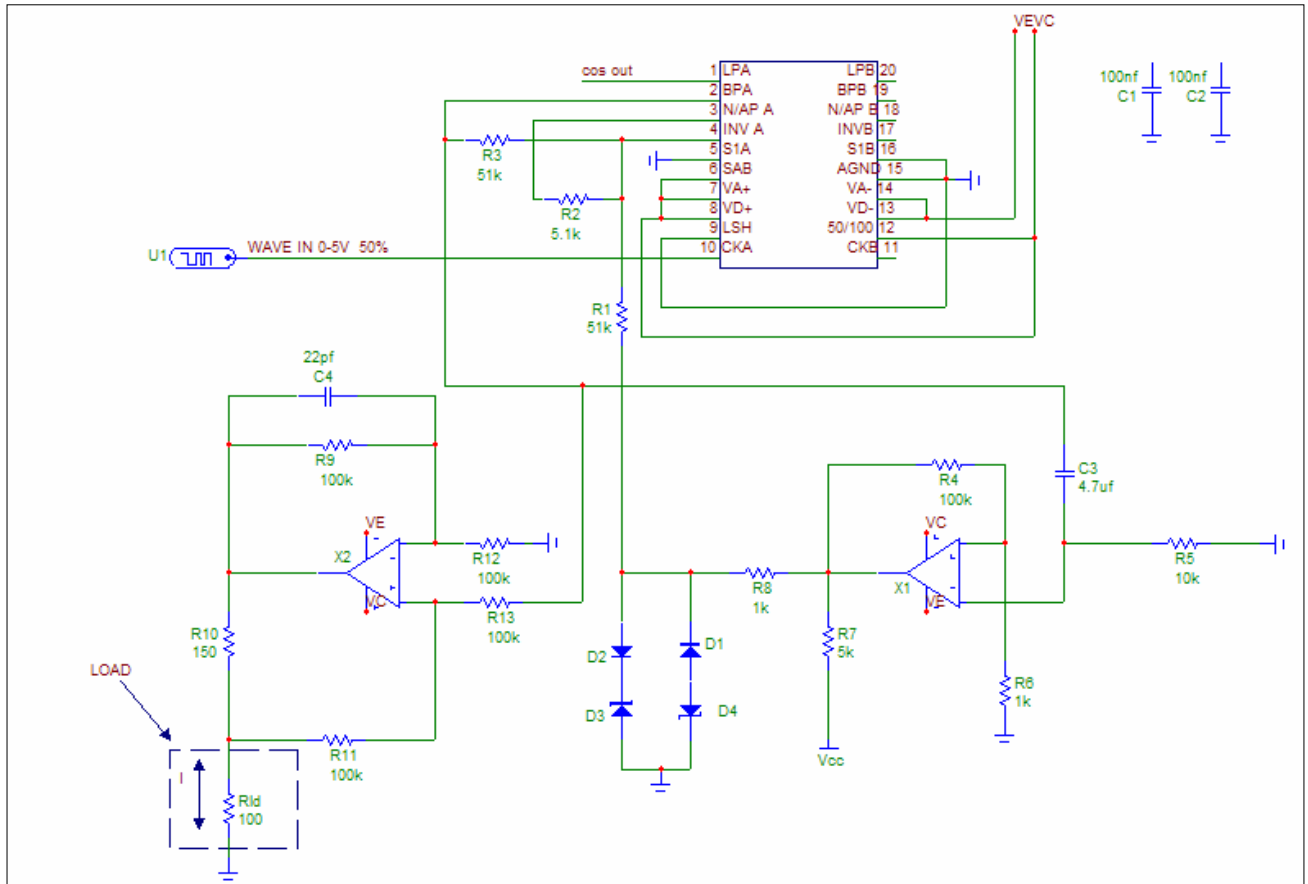 VEVC
cos out
1 LPA
LPB 20
2 BPA
BPB 19
3 N/AP A
N/AP B 18
4 INV A
INVB 17
5 S1A
S1B 16
6 SAB
AGND 15
7 VA+
VA- 14
8 VD+
VD- 13
9 LSH
50/100 12
10 CKA
CKB 11
100nf
C1
100nf
C2
R3
51k
R2
5.1k
U1
WAVE IN 0-5V 50%
R1
51k
22pf
C4
R9
100k
R4
100k
C3
4.7uf
VE
X2
VC
R12
100k
R13
100k
R8
1k
VC
X1
VE
R5
10k
R10
150
R7
5k
D2
D1
D3
D4
R6
1k
LOAD
R11
100k
Vcc
I
Rld
100